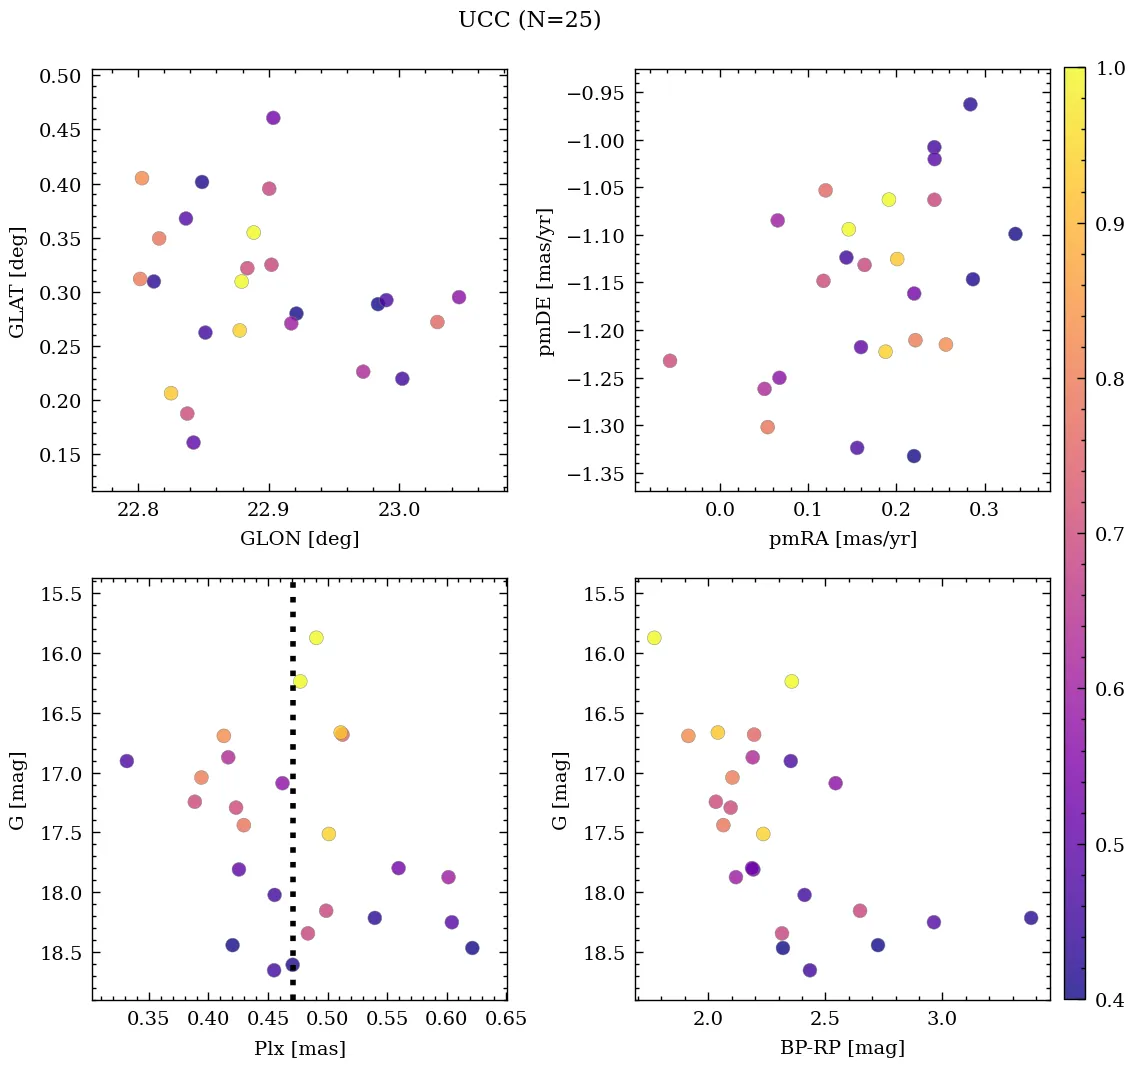 UCC (N=25)
0.50
0.45
0.40
0.35
0.30
0.25
0.20
0.15
GLAT [deg]
22.8 22.9 23.0
GLON [deg]
−0.95
−1.00
−1.05
−1.10
−1.15
−1.20
−1.25
−1.30
−1.35
pmDE [mas/yr]
0.0 0.1 0.2 0.3
pmRA [mas/yr]
15.5
16.0
16.5
17.0
17.5
18.0
18.5
G [mag]
0.35 0.40 0.45 0.50 0.55 0.60 0.65
Plx [mas]
15.5
16.0
16.5
17.0
17.5
18.0
18.5
G [mag]
2.0 2.5 3.0
BP-RP [mag]
1.0
0.9
0.8
0.7
0.6
0.5
0.4